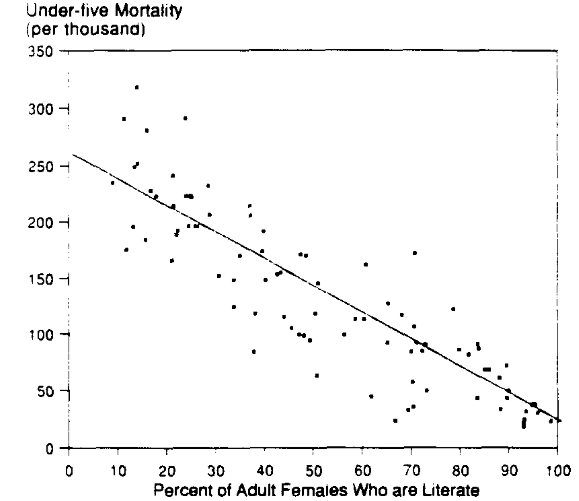 Under-five Mortality
(per thousand)
350
300
250
200
150
100
50
0
0 10 20 30 40 50 60 70 80 90 100
Percent of Adult Females Who are Literate